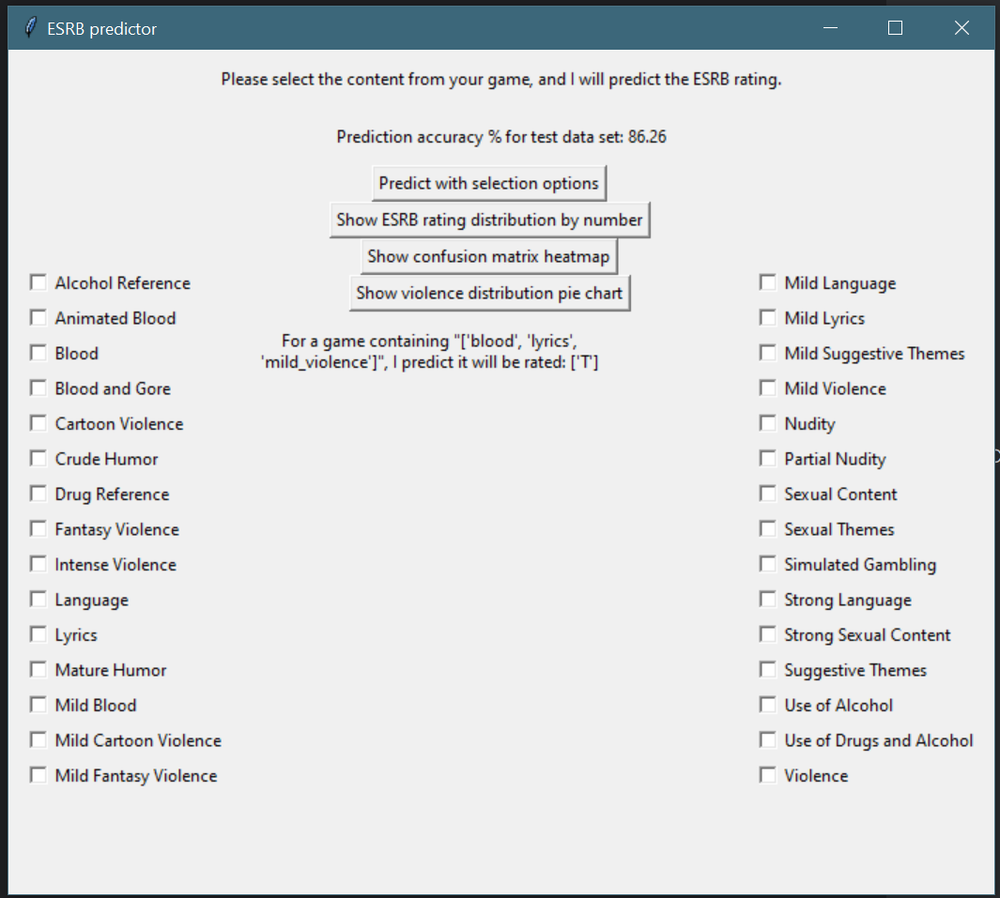 ESRB predictor
Please select the content from your game, and I will predict the ESRB rating.
Prediction accuracy % for test data set: 86.26
Predict with selection options
Show ESRB rating distribution by number
Show confusion matrix heatmap
Show violence distribution pie chart
For a game containing "['blood', 'lyrics',
'mild_violence']", I predict it will be rated: ['T']
Alcohol Reference
Animated Blood
Blood
Blood and Gore
Cartoon Violence
Crude Humor
Drug Reference
Fantasy Violence
Intense Violence
Language
Lyrics
Mature Humor
Mild Blood
Mild Cartoon Violence
Mild Fantasy Violence
Mild Language
Mild Lyrics
Mild Suggestive Themes
Mild Violence
Nudity
Partial Nudity
Sexual Content
Sexual Themes
Simulated Gambling
Strong Language
Strong Sexual Content
Suggestive Themes
Use of Alcohol
Use of Drugs and Alcohol
Violence